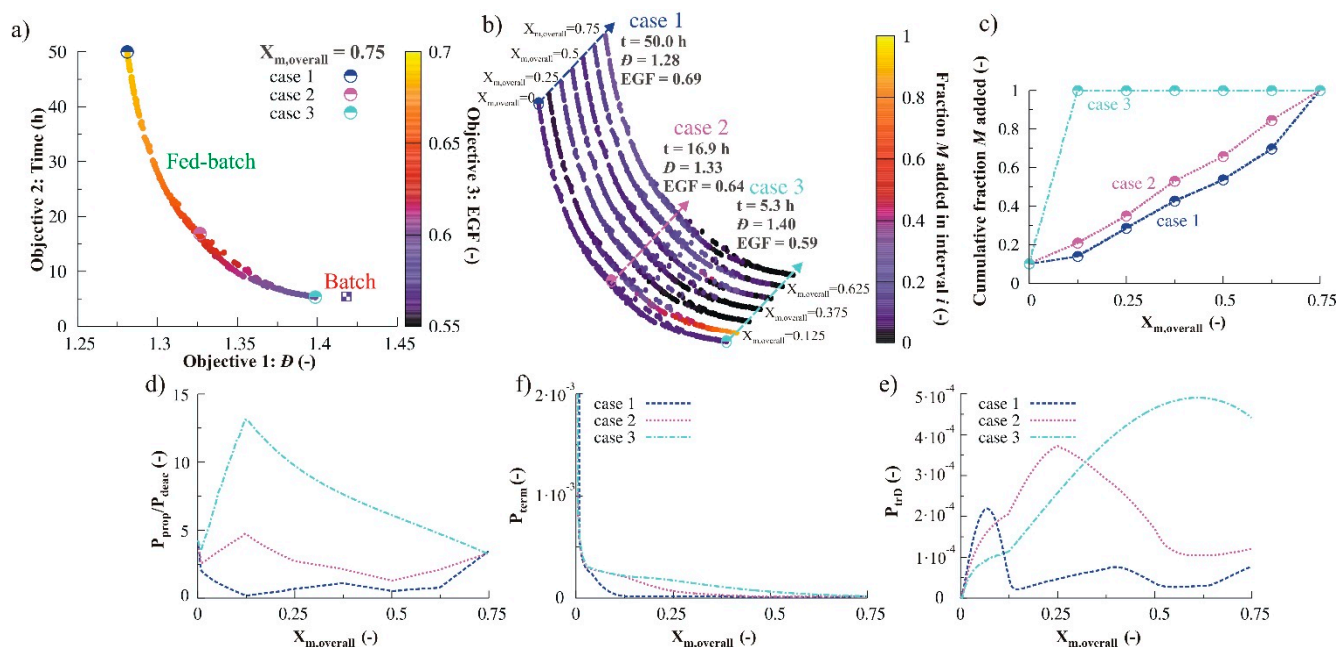 a)
50
40
30
20
10
0
Objective 2: Time (h)
1.25
1.3
1.35
1.4
1.45
Objective 1: Đ (-)
Xm,overall = 0.75
case 1
case 2
case 3
Fed-batch
Batch
0.7
0.65
0.6
0.55
Objective 3: EGF (-)
b)
Xm,overall=0.75
Xm,overall=0.5
Xm,overall=0.25
Xm,overall=0
case 1
t = 50.0 h
Đ = 1.28
EGF = 0.69
case 2
t = 16.9 h
Đ = 1.33
EGF = 0.64
case 3
t = 5.3 h
Đ = 1.40
EGF = 0.59
Xm,overall=0.625
Xm,overall=0.375
Xm,overall=0.125
1
0.8
0.6
0.4
0.2
0
Fraction M added in interval i (-)
c)
1
0.8
0.6
0.4
0.2
0
Cumulative fraction M added (-)
case 3
case 2
case 1
0
0.25
0.5
0.75
Xm,overall (-)
d)
15
10
5
0
Pprop/Pdeac (-)
0
0.25
0.5
0.75
Xm,overall (-)
f)
2·10-3
1·10-3
0
Pterm (-)
case 1
case 2
case 3
0
0.25
0.5
0.75
Xm,overall (-)
e)
5·10-4
4·10-4
3·10-4
2·10-4
1·10-4
0
PtrD (-)
case 1
case 2
case 3
0
0.25
0.5
0.75
Xm,overall (-)